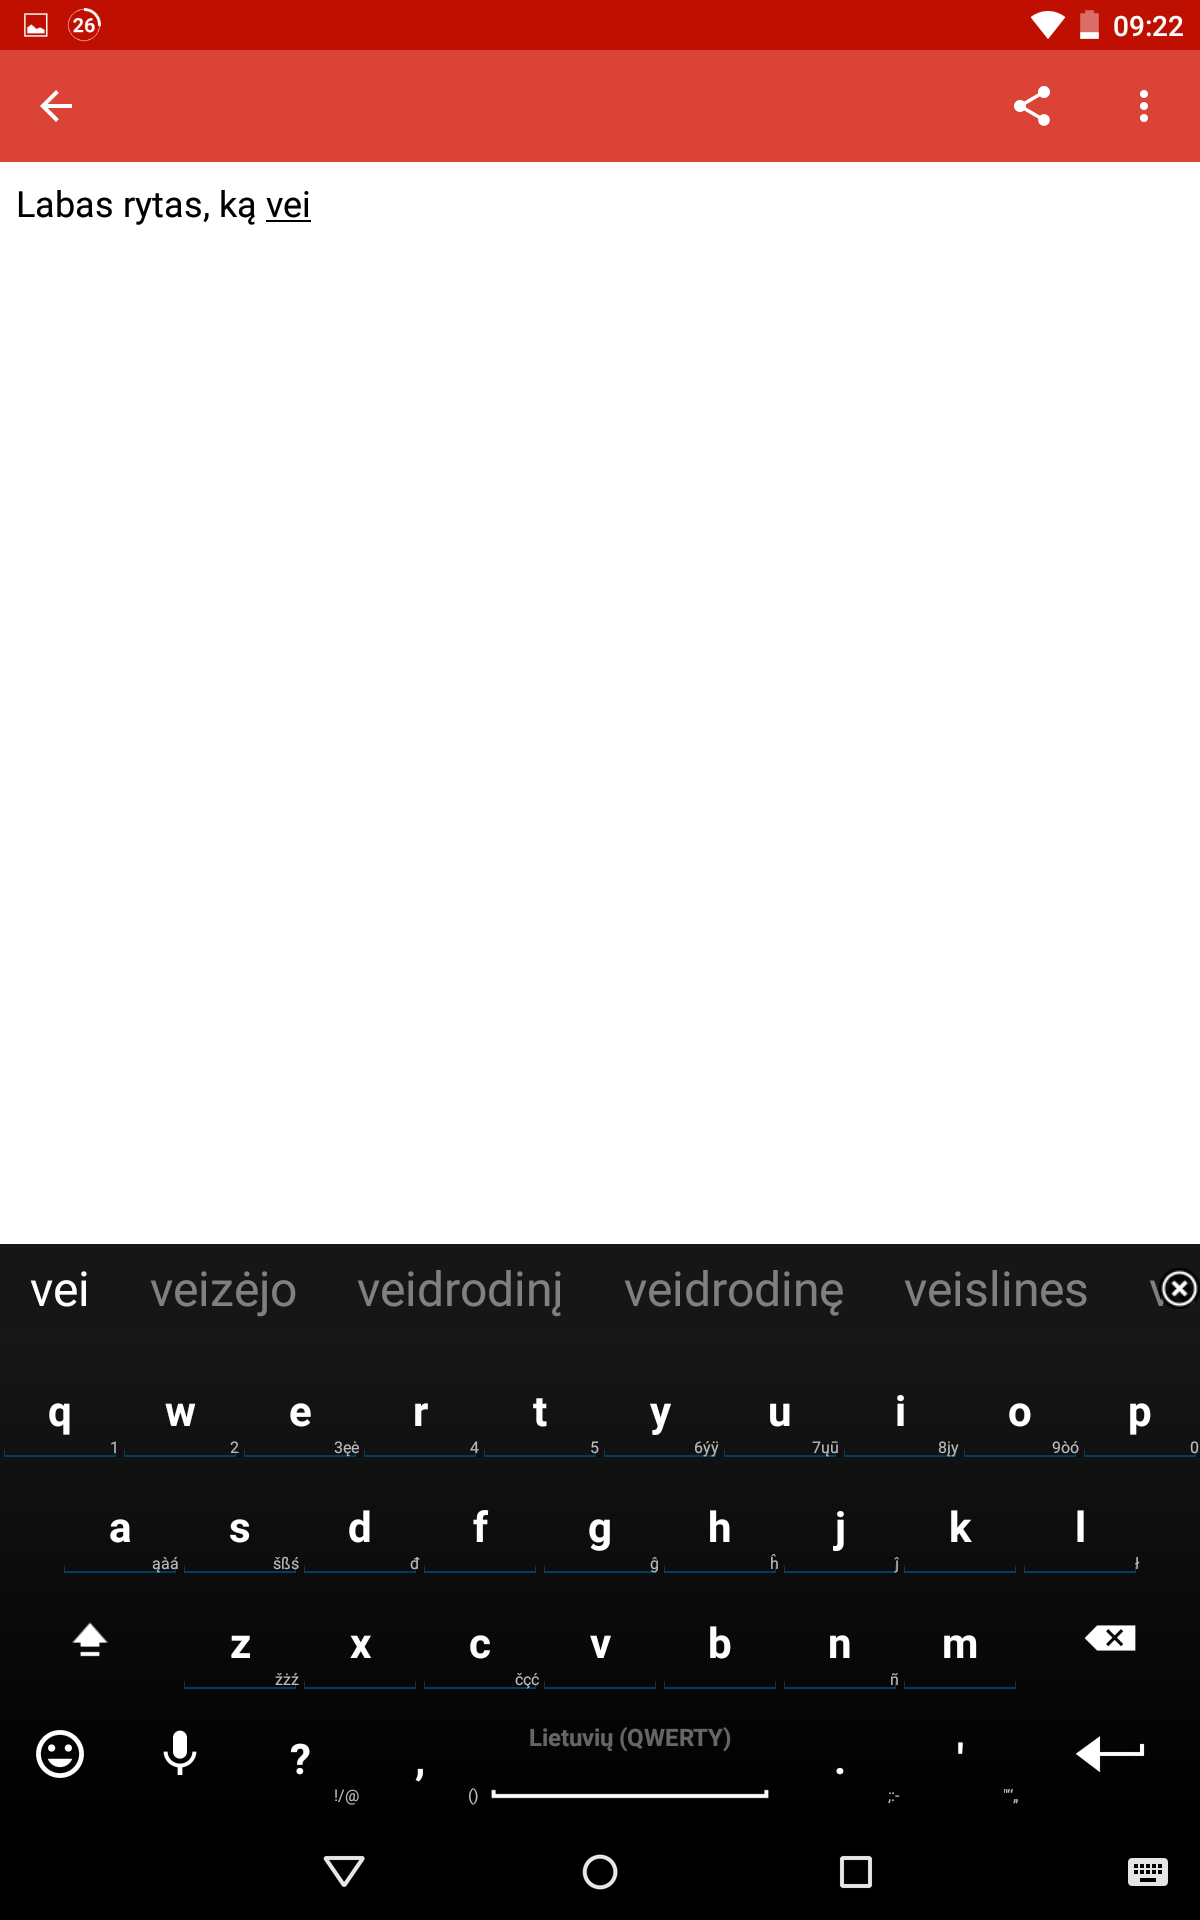 26 09:22
Labas rytas, ką vei
vei veizėjo veidrodinį veidrodinę veislines
q w e r t y u i o p
1 2 3ęė 4 5 6ýÿ 7ųū 8įy 9òó 0
a s d f g h j k l
ąàá šßś đ ĝ ĥ ĵ ł
z x c v b n m
žżź čçć ñ
? , Lietuvių (QWERTY) . '
!/@ () ;:- "“„